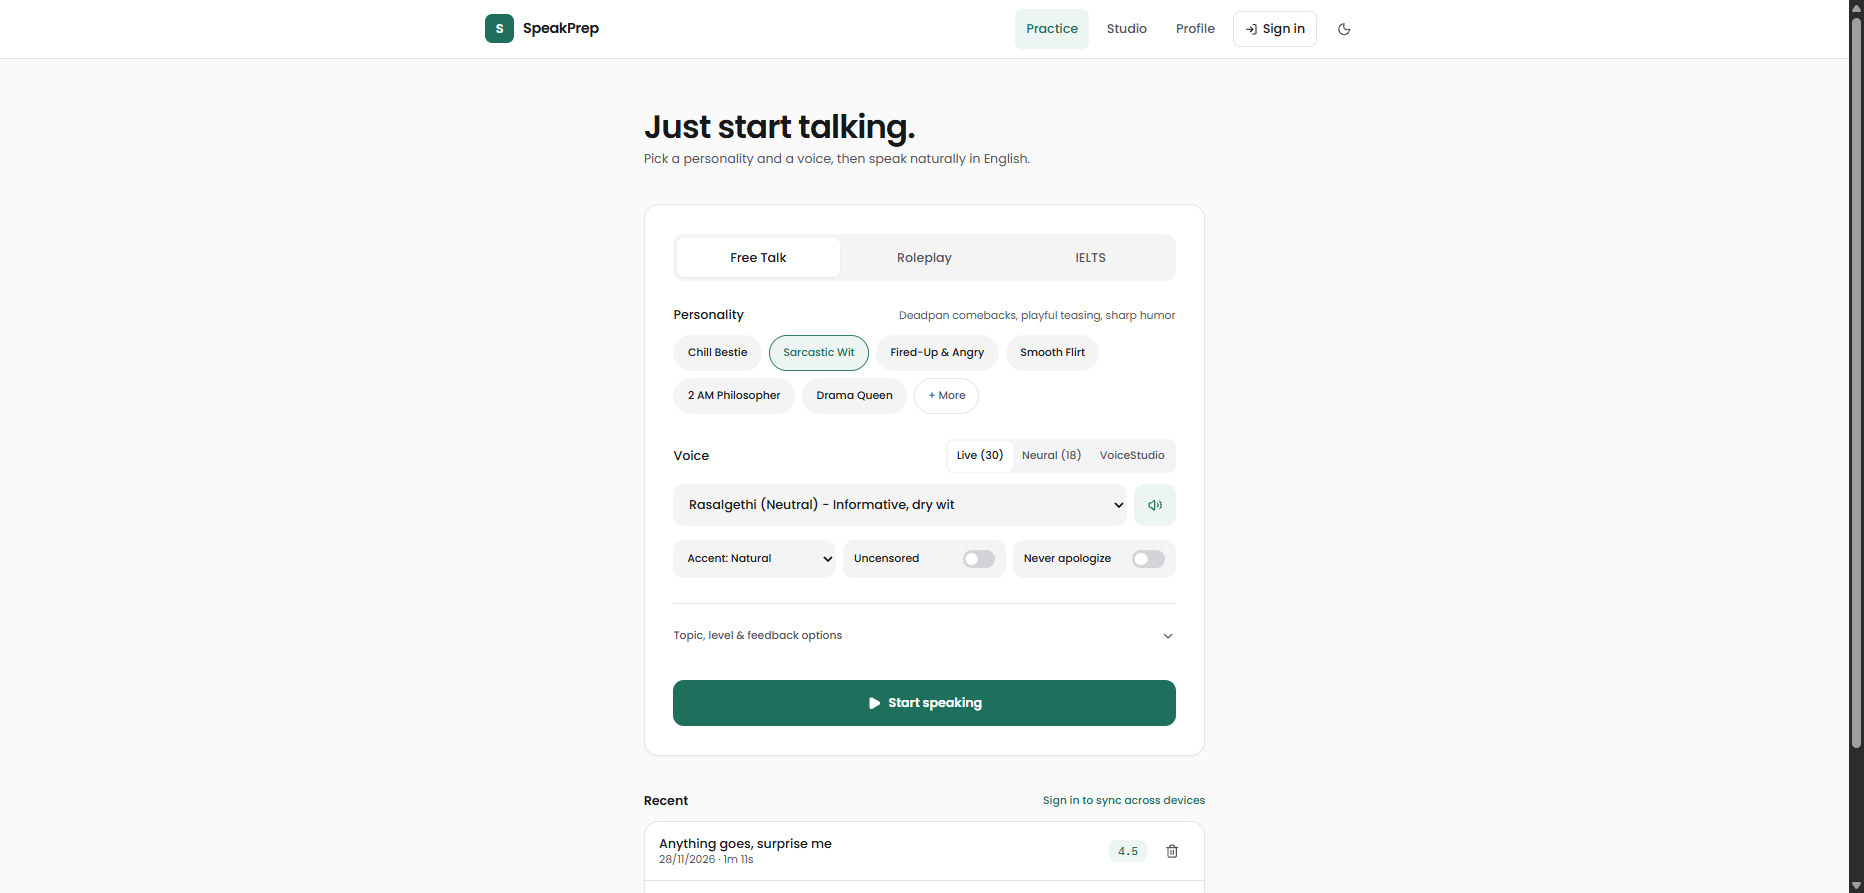 S SpeakPrep Practice Studio Profile Sign in
Just start talking.
Pick a personality and a voice, then speak naturally in English.
Free Talk Roleplay IELTS
Personality Deadpan comebacks, playful teasing, sharp humor
Chill Bestie Sarcastic Wit Fired-Up & Angry Smooth Flirt
2 AM Philosopher Drama Queen + More
Voice Live (30) Neural (18) VoiceStudio
Rasalgethi (Neutral) - Informative, dry wit
Accent: Natural Uncensored Never apologize
Topic, level & feedback options
Start speaking
Recent Sign in to sync across devices
Anything goes, surprise me 4.5
28/11/2026 · 1m 11s